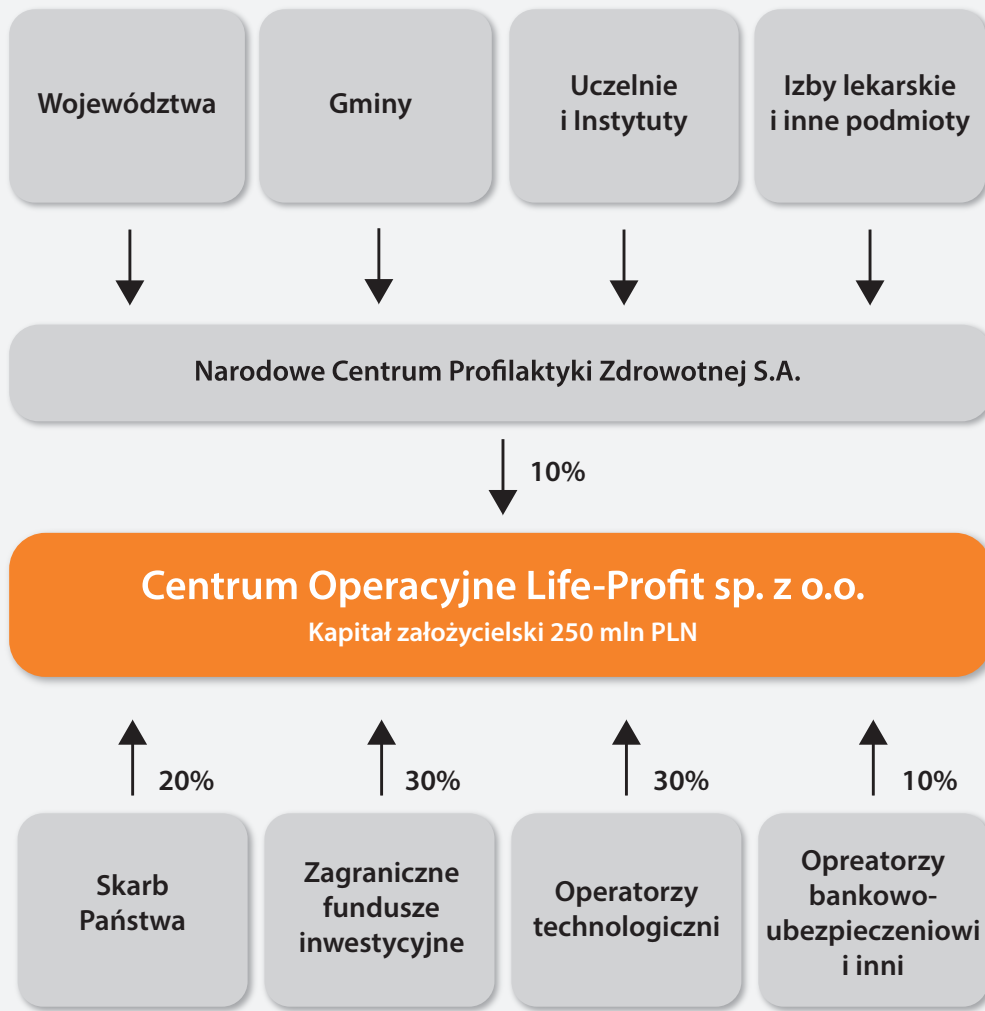 Województwa
Gminy
Uczelnie
i Instytuty
Izby lekarskie
i inne podmioty
Narodowe Centrum Profilaktyki Zdrowotnej S.A.
10%
Centrum Operacyjne Life-Profit sp. z o.o.
Kapitał założycielski 250 mln PLN
20%
30%
30%
10%
Skarb
Państwa
Zagraniczne
fundusze
inwestycyjne
Operatorzy
technologiczni
Opreatorzy
bankowo-
ubezpieczeniowi
i inni